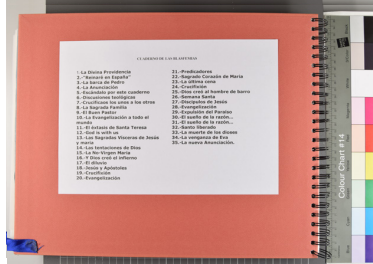 CUADERNO DE LAS BLASFEMIAS
1-La Divina Providencia
2.-"Reinaré en España"
3.-La barca de Pedro
4.-La Anunciación
5.-Escándalo por este cuaderno
6.-Discusiones teológicas
7.-Crucificaos los unos a los otros
8.-La Sagrada Familia
9.-El Buen Pastor
10.-La Evangelización a todo el
mundo
11.-El éxtasis de Santa Teresa
12.-God is with us
13.-Las Sagradas Vísceras de Jesús
y maría
14.-Las tentaciones de Dios
15.-La No-Virgen María
16.-Y Dios creó el infierno
17.-El diluvio
18.-Jesús y Apóstoles
19.-Crucifixión
20.-Evangelización
21.-Predicadores
22.-Sagrado Corazón de María
23.-La última cena
24.-Crucifixión
25.-Dios creó al hombre de barro
26.-Semana Santa
27.-Discípulos de Jesús
28.-Evangelización
29.-Expulsión del Paraíso
30.-El sueño de la razón...
31.-El sueño de la razón...
32.-Santo liberado
33.-La muerte de los dioses
34.-La venganza de Eva
35.-La nueva Anunciación.
Colour Chart #14